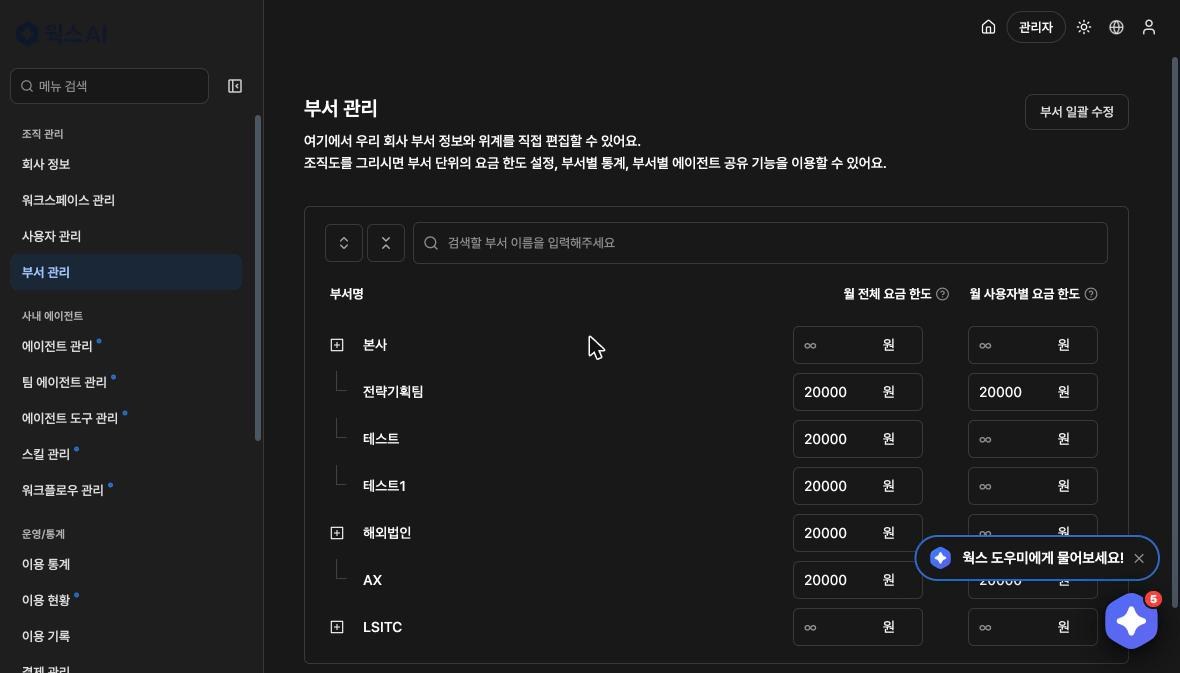 웍스AI
관리자
메뉴 검색
조직 관리
회사 정보
워크스페이스 관리
사용자 관리
부서 관리
사내 에이전트
에이전트 관리
팀 에이전트 관리
에이전트 도구 관리
스킬 관리
워크플로우 관리
운영/통계
이용 통계
이용 현황
이용 기록
결제 관리
부서 관리
부서 일괄 수정
여기에서 우리 회사 부서 정보와 위계를 직접 편집할 수 있어요.
조직도를 그리시면 부서 단위의 요금 한도 설정, 부서별 통계, 부서별 에이전트 공유 기능을 이용할 수 있어요.
검색할 부서 이름을 입력해주세요
부서명 월 전체 요금 한도 월 사용자별 요금 한도
본사 ∞ 원 ∞ 원
전략기획팀 20000 원 20000 원
테스트 20000 원 ∞ 원
테스트1 20000 원 ∞ 원
해외법인 20000 원 ∞ 원
웍스 도우미에게 물어보세요!
AX 20000 원 20000 원
5
LSITC ∞ 원 ∞ 원